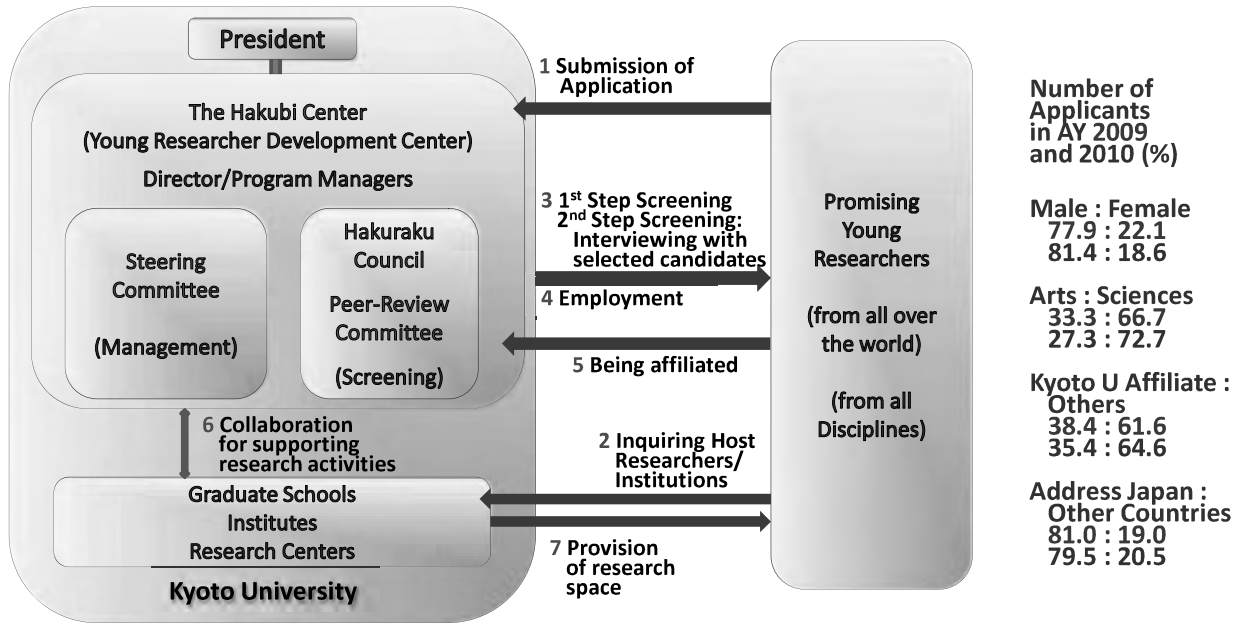 President
The Hakubi Center
(Young Researcher Development Center)
Director/Program Managers
Steering
Committee
(Management)
Hakuraku
Council
Peer-Review
Committee
(Screening)
6 Collaboration
for supporting
research activities
Graduate Schools
Institutes
Research Centers
Kyoto University
1 Submission of
Application
3 1st Step Screening
2nd Step Screening:
Interviewing with
selected candidates
4 Employment
5 Being affiliated
2 Inquiring Host
Researchers/
Institutions
7 Provision
of research
space
Promising
Young
Researchers
(from all over
the world)
(from all
Disciplines)
Number of
Applicants
in AY 2009
and 2010 (%)
Male : Female
77.9 : 22.1
81.4 : 18.6
Arts : Sciences
33.3 : 66.7
27.3 : 72.7
Kyoto U Affiliate :
Others
38.4 : 61.6
35.4 : 64.6
Address Japan :
Other Countries
81.0 : 19.0
79.5 : 20.5